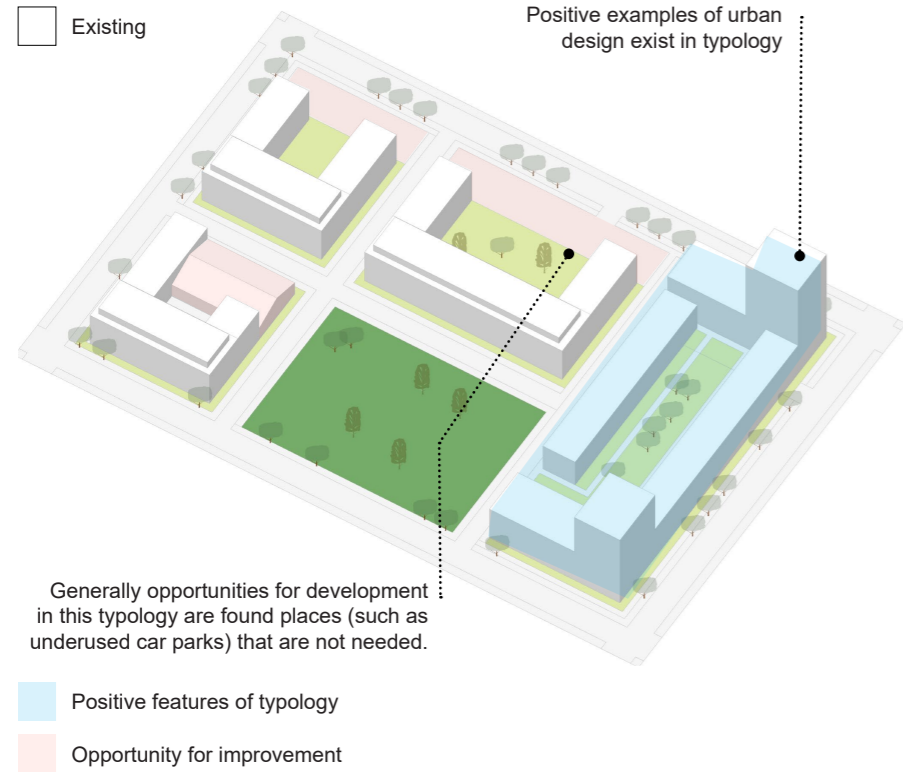 Existing
Positive examples of urban
design exist in typology
Generally opportunities for development
in this typology are found places (such as
underused car parks) that are not needed.
Positive features of typology
Opportunity for improvement